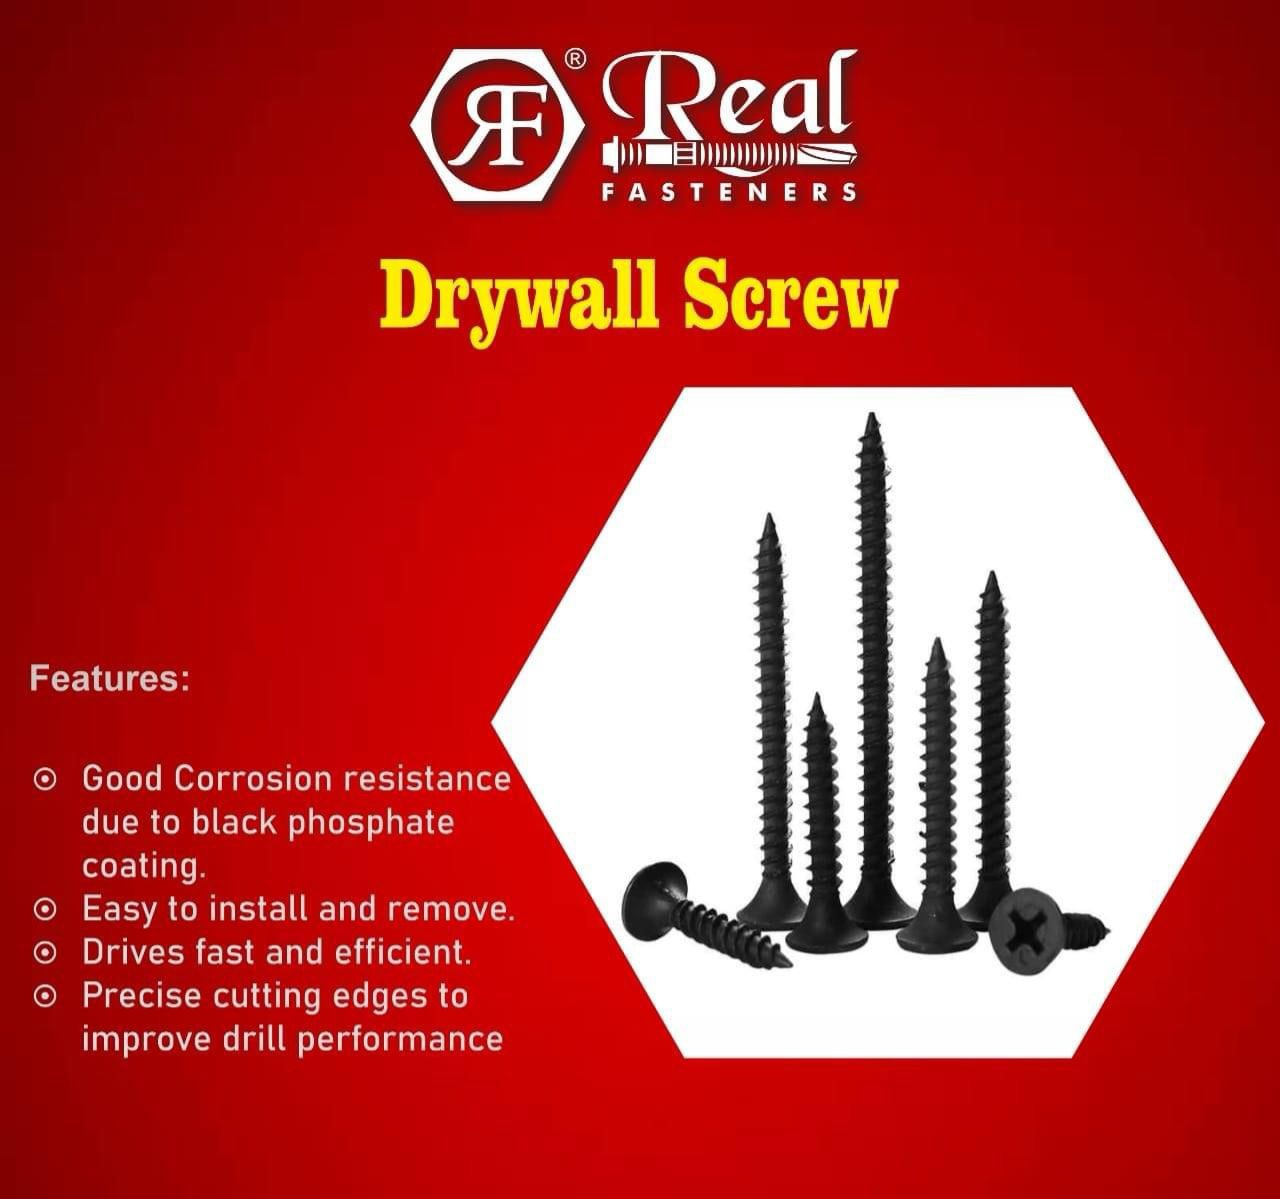 RF ® Real
FASTENERS
Drywall Screw
Features:
Good Corrosion resistance
due to black phosphate
coating.
Easy to install and remove.
Drives fast and efficient.
Precise cutting edges to
improve drill performance